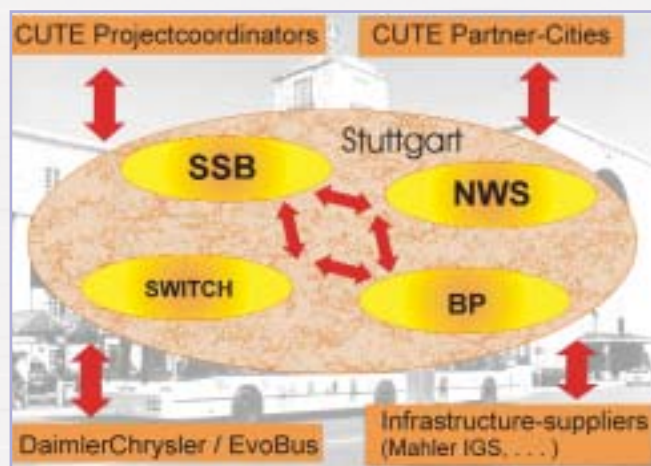 CUTE Projectcoordinators
CUTE Partner-Cities
Stuttgart
SSB
NWS
SWITCH
BP
DaimlerChrysler / EvoBus
Infrastructure-suppliers
(Mahler IGS, . . . . )